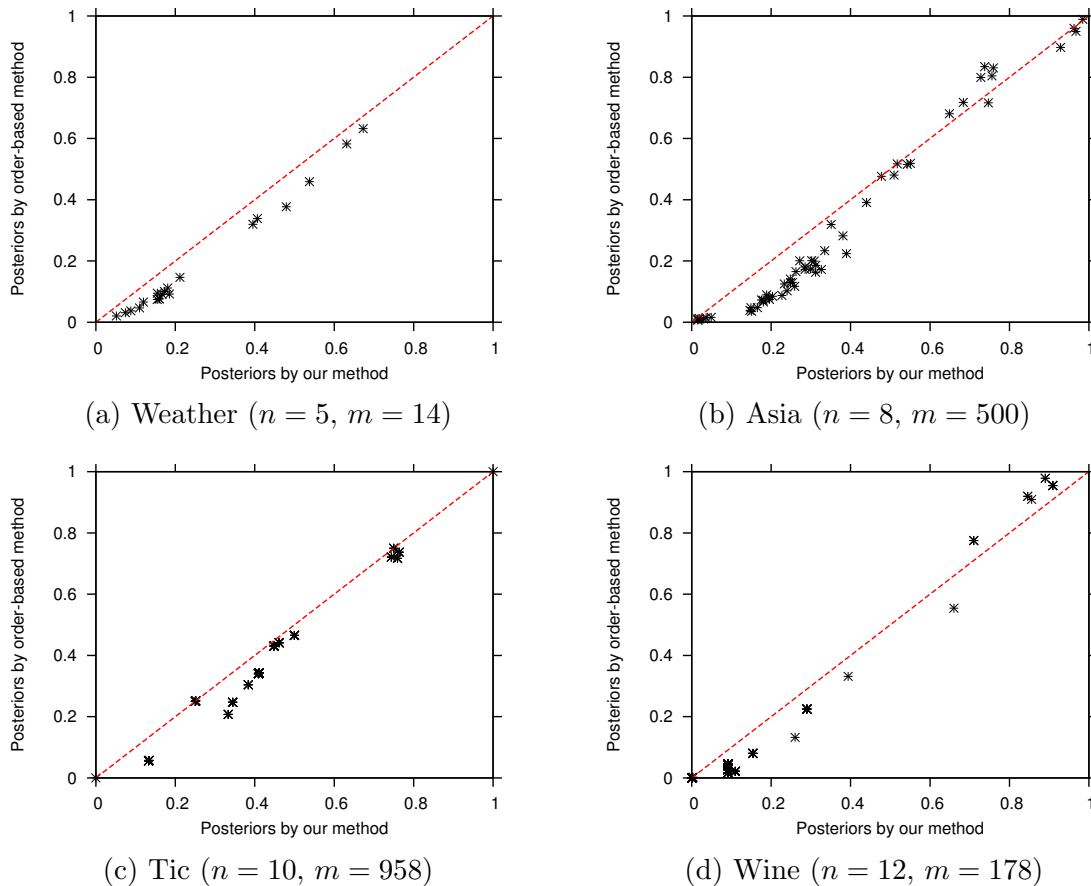 1
0.8
0.6
0.4
0.2
0
0 0.2 0.4 0.6 0.8 1
Posteriors by order-based method
Posteriors by our method
(a) Weather (n = 5, m = 14)
1
0.8
0.6
0.4
0.2
0
0 0.2 0.4 0.6 0.8 1
Posteriors by order-based method
Posteriors by our method
(b) Asia (n = 8, m = 500)
1
0.8
0.6
0.4
0.2
0
0 0.2 0.4 0.6 0.8 1
Posteriors by order-based method
Posteriors by our method
(c) Tic (n = 10, m = 958)
1
0.8
0.6
0.4
0.2
0
0 0.2 0.4 0.6 0.8 1
Posteriors by order-based method
Posteriors by our method
(d) Wine (n = 12, m = 178)